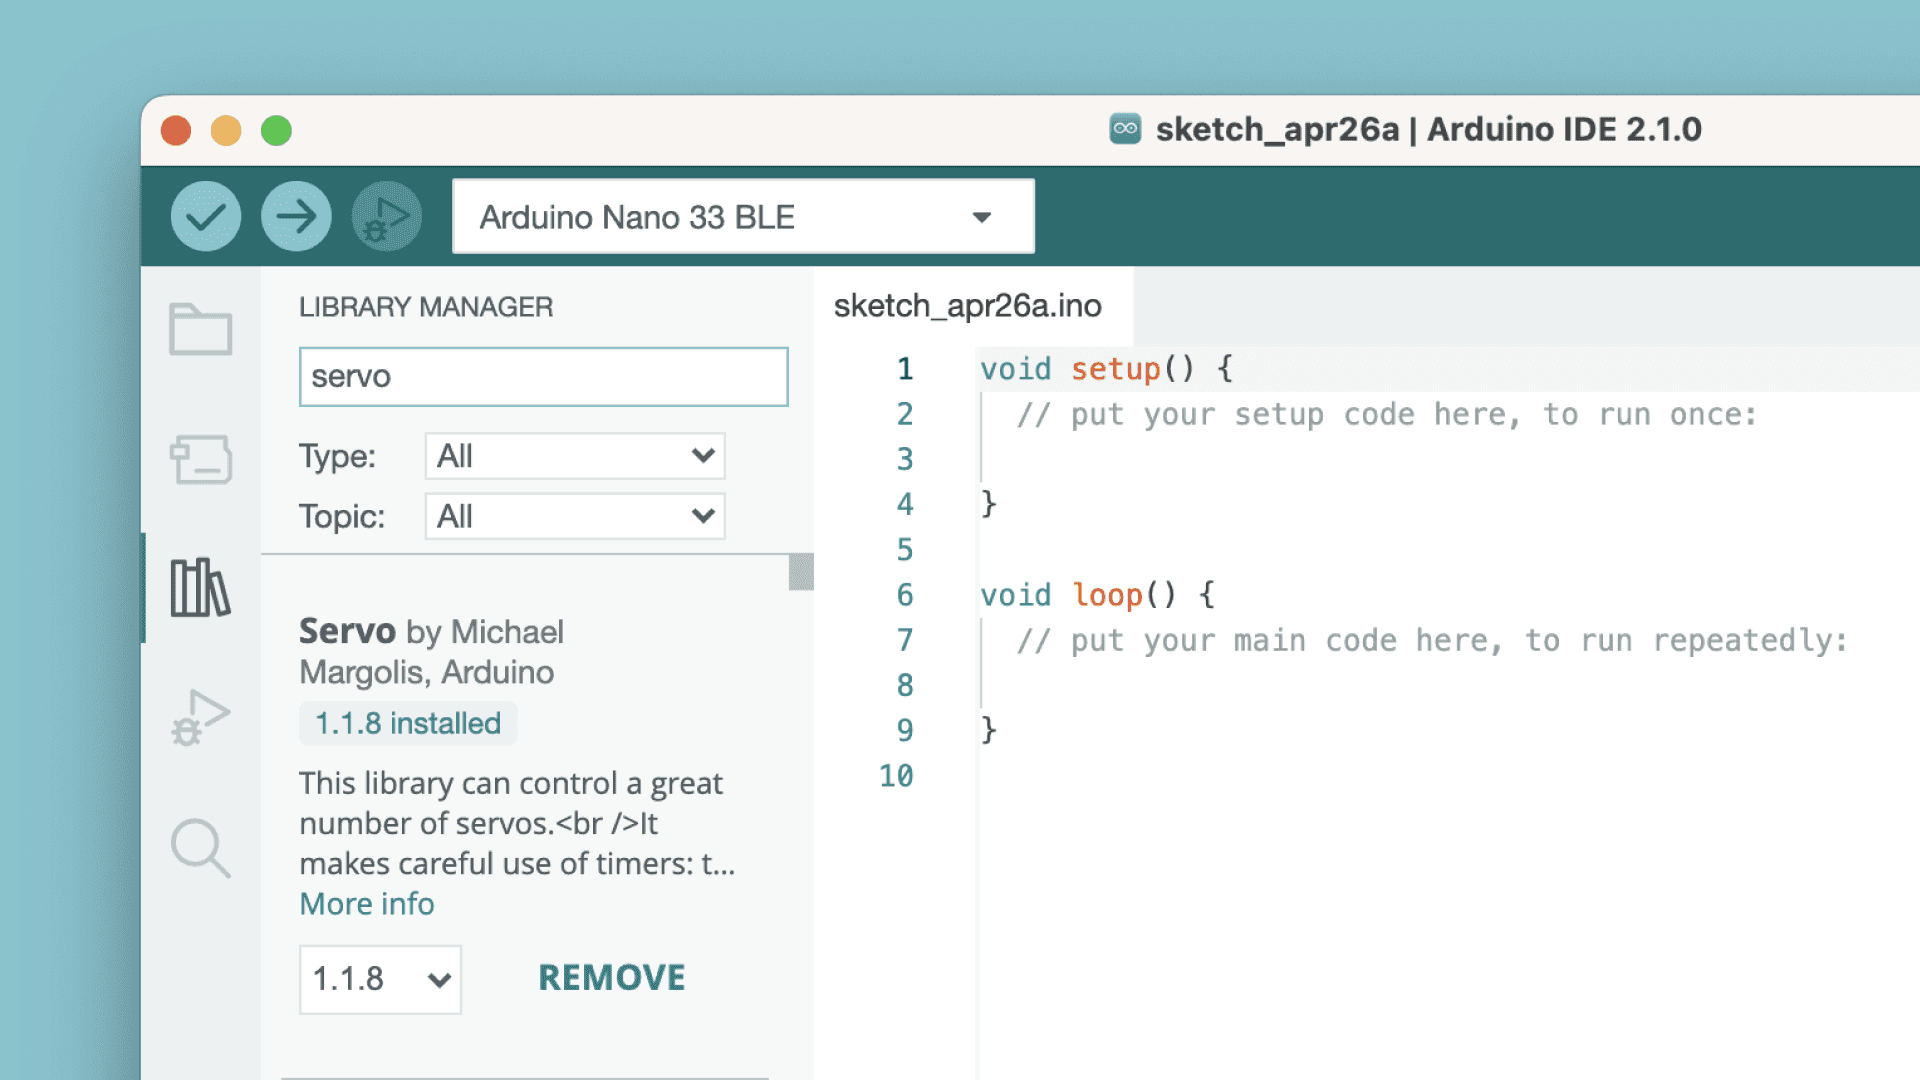 sketch_apr26a | Arduino IDE 2.1.0
Arduino Nano 33 BLE
LIBRARY MANAGER
servo
Type: All
Topic: All
Servo by Michael
Margolis, Arduino
1.1.8 installed
This library can control a great
number of servos.<br />It
makes careful use of timers: t...
More info
1.1.8 REMOVE
sketch_apr26a.ino
1 void setup() {
2 // put your setup code here, to run once:
3
4 }
5
6 void loop() {
7 // put your main code here, to run repeatedly:
8
9 }
10